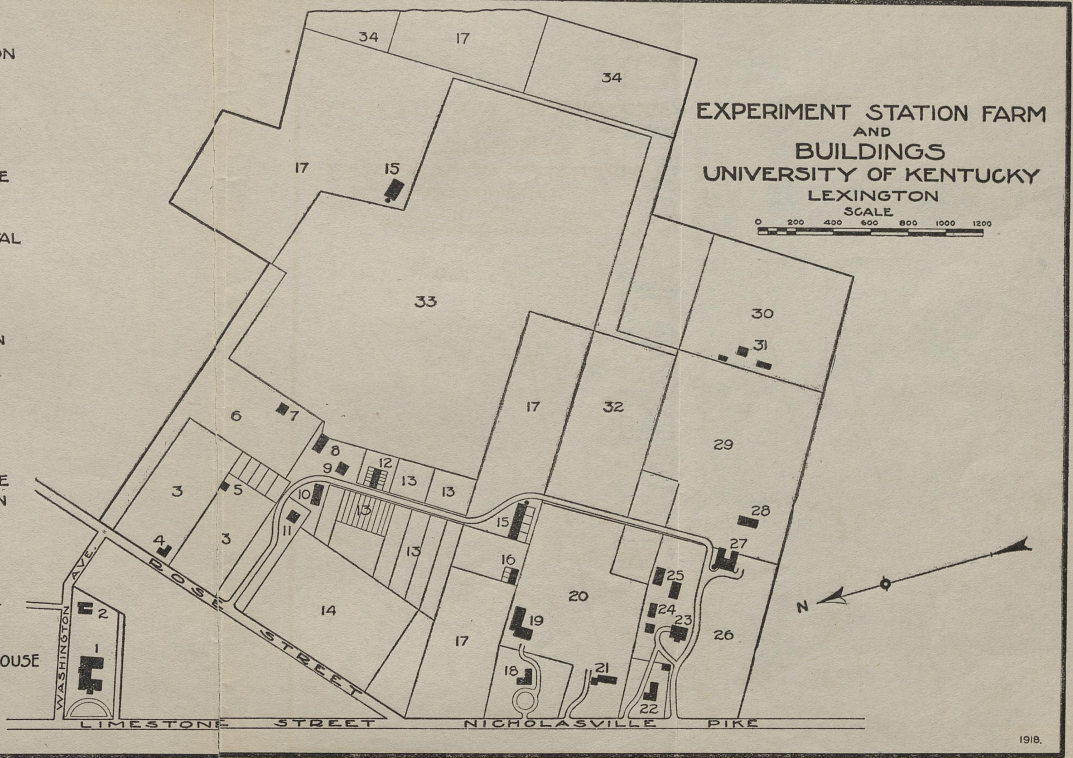 ON
E
AL
N
E
N
OUSE
EXPERIMENT STATION FARM
AND
BUILDINGS
UNIVERSITY OF KENTUCKY
LEXINGTON
SCALE
0 200 400 600 800 1000 1200
34
17
34
17
15
33
30
31
6
7
17
32
29
8
9
12
13
13
3
5
10
13
11
15
28
4
3
13
16
27
25
14
20
24
23
26
2
19
17
1
18
21
22
N
WASHINGTON AVE.
ROSE STREET
LIMESTONE STREET NICHOLASVILLE PIKE
1918.